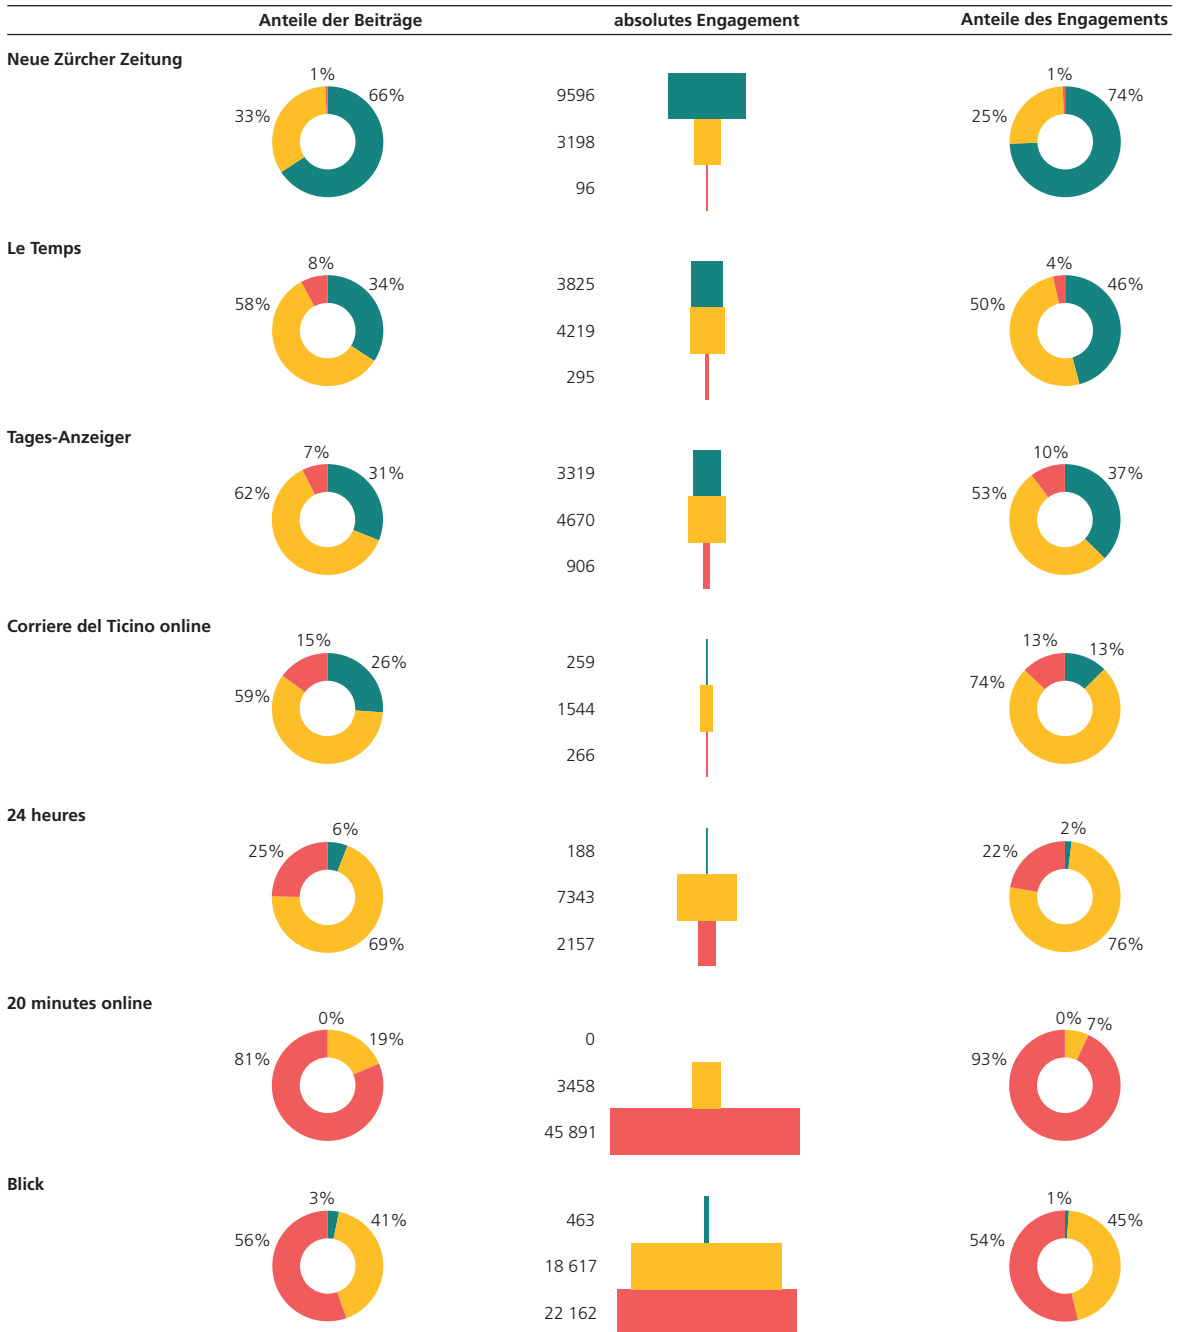 Anteile der Beiträge absolutes Engagement Anteile des Engagements
Neue Zürcher Zeitung
1% 1%
66% 9596 74%
33% 3198 25%
96
Le Temps
8% 4%
34% 3825 46%
58% 4219 50%
295
Tages-Anzeiger
7% 10%
31% 3319 37%
62% 4670 53%
906
Corriere del Ticino online
15% 13% 13%
26% 259
59% 1544 74%
266
24 heures
6% 2%
25% 188 22%
7343
69% 2157 76%
20 minutes online
0% 0% 7%
19% 0
81% 3458 93%
45 891
Blick
3% 1%
41% 463 45%
56% 18 617 54%
22 162